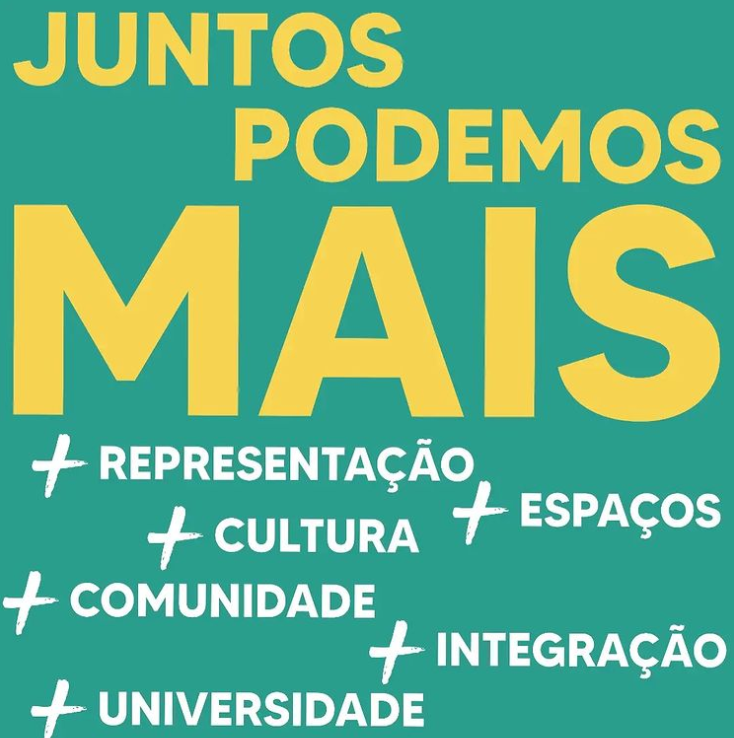 JUNTOS
PODEMOS
MAIS
+ REPRESENTAÇÃO
+ ESPAÇOS
+ CULTURA
+ COMUNIDADE
+ INTEGRAÇÃO
+ UNIVERSIDADE